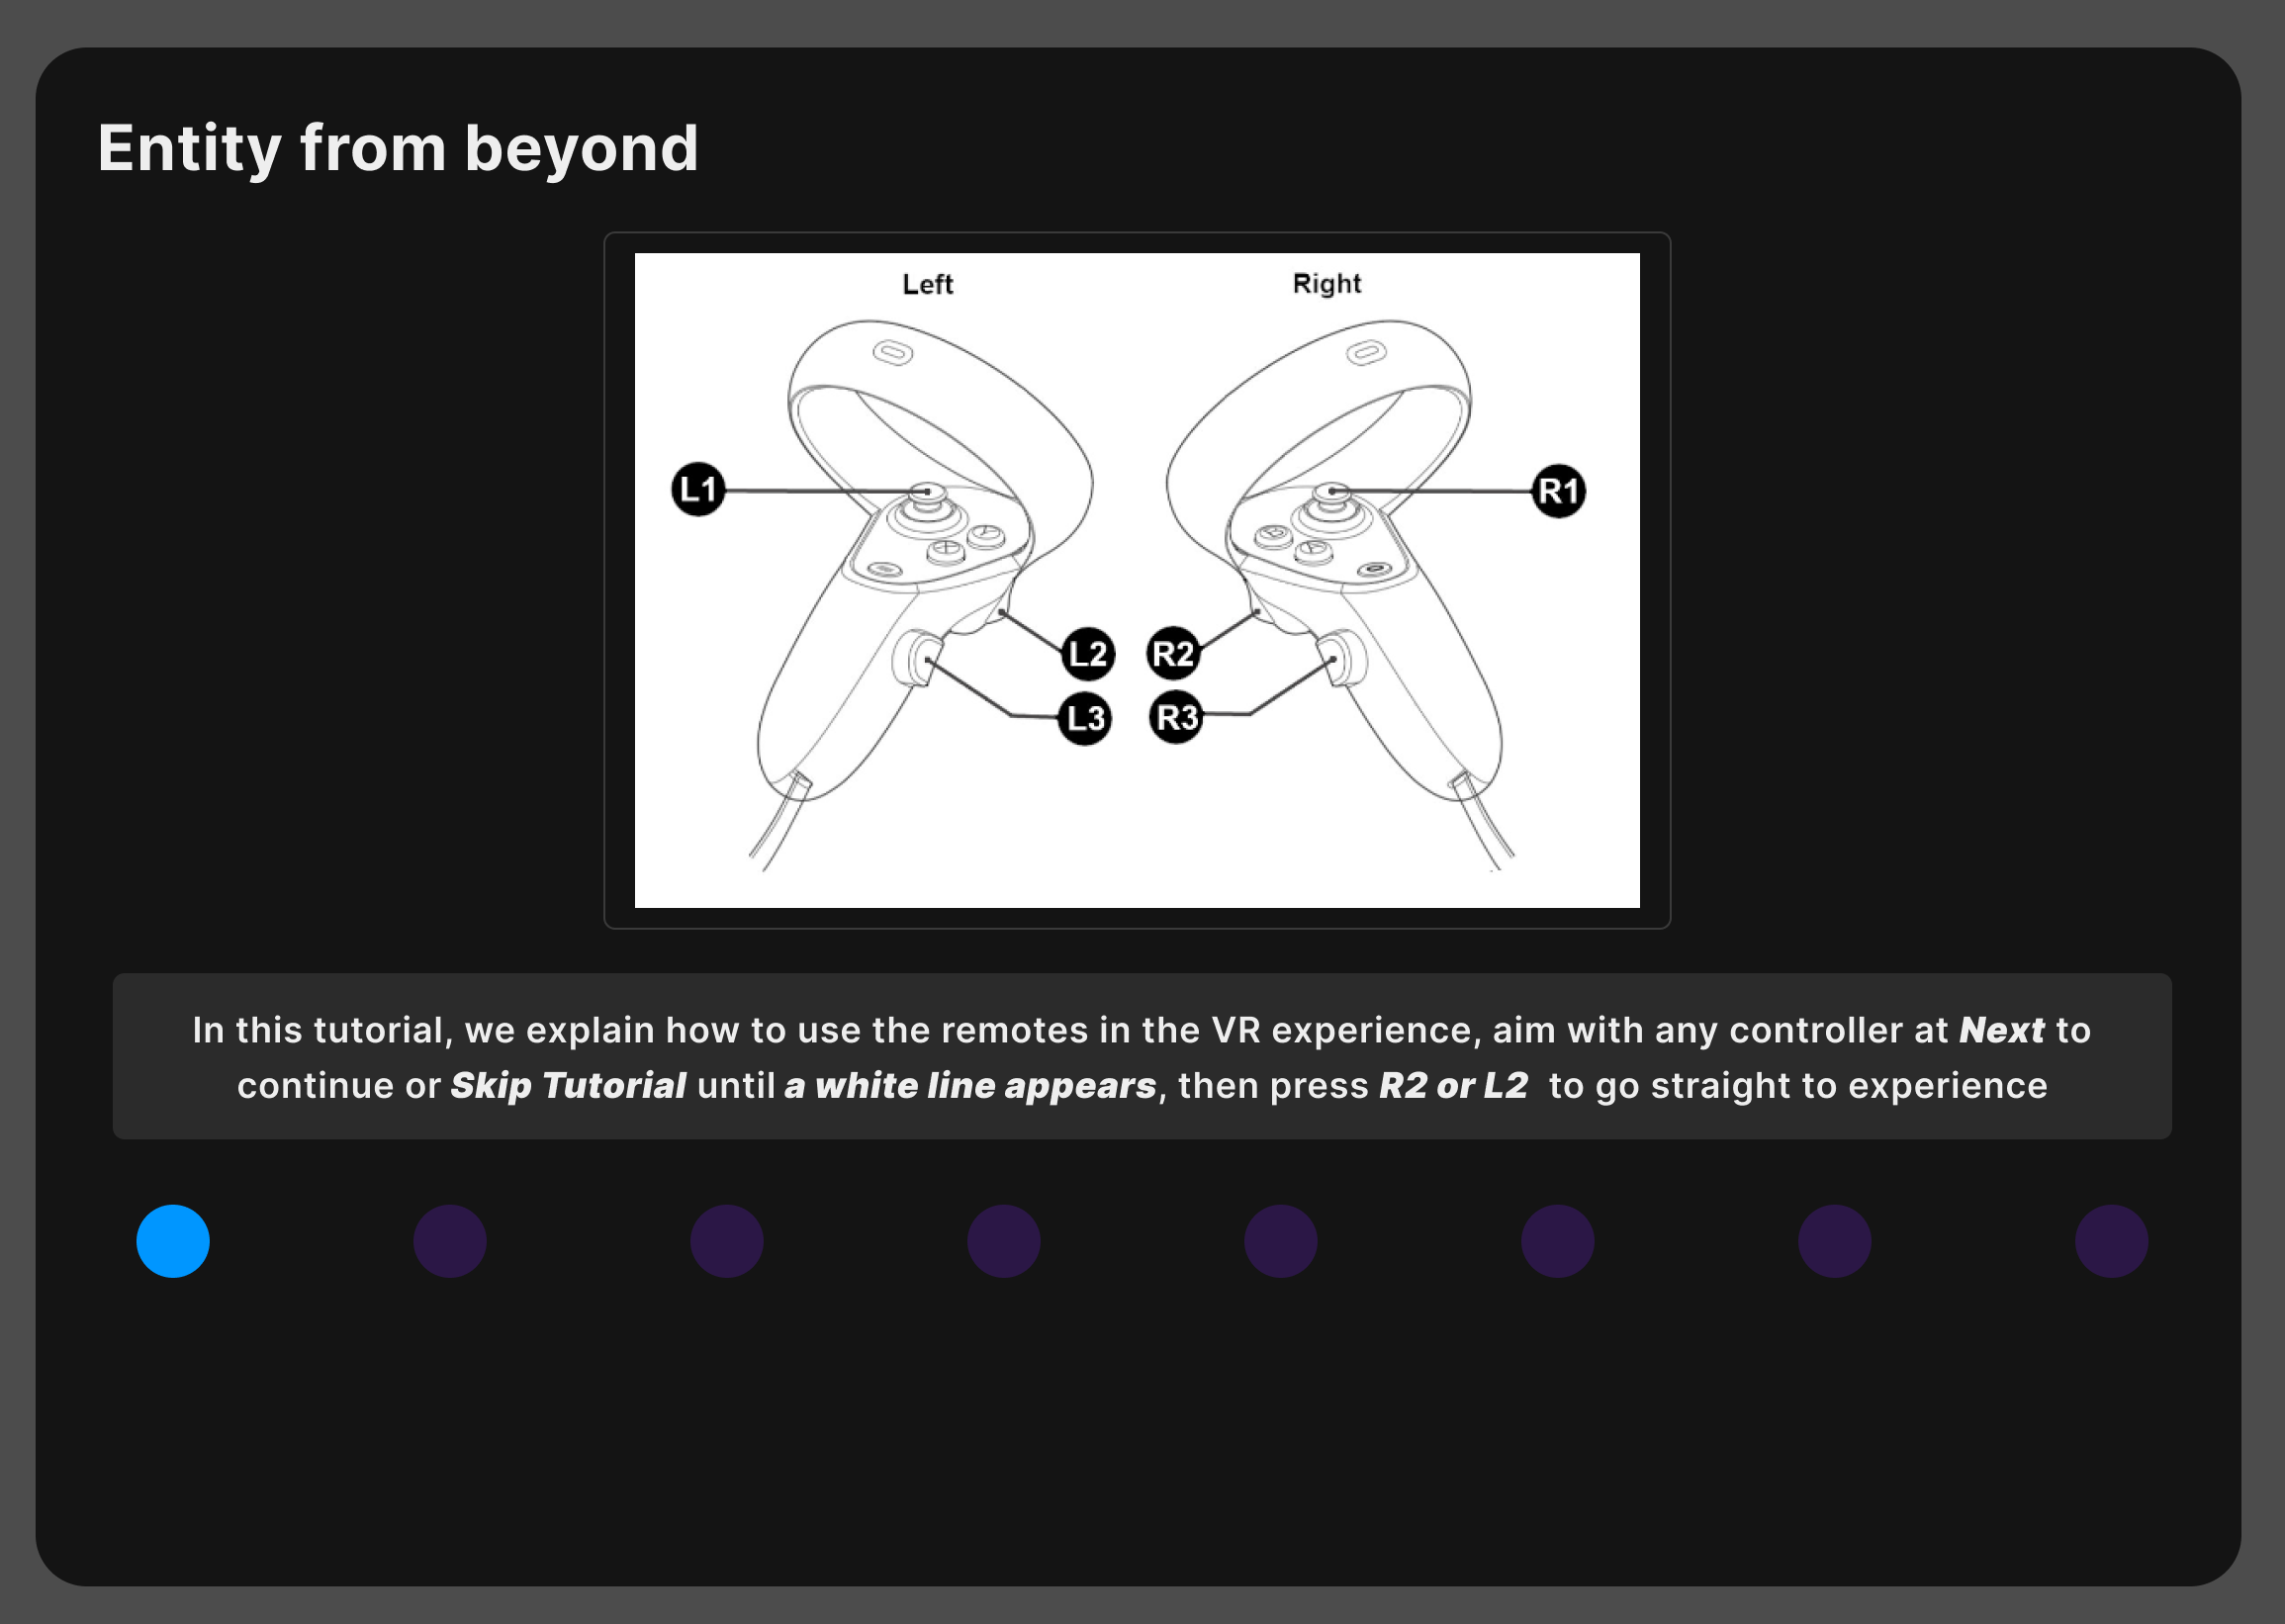 Entity from beyond
Left
Right
L1
R1
L2
R2
L3
R3
In this tutorial, we explain how to use the remotes in the VR experience, aim with any controller at Next to
continue or Skip Tutorial until a white line appears, then press R2 or L2 to go straight to experience